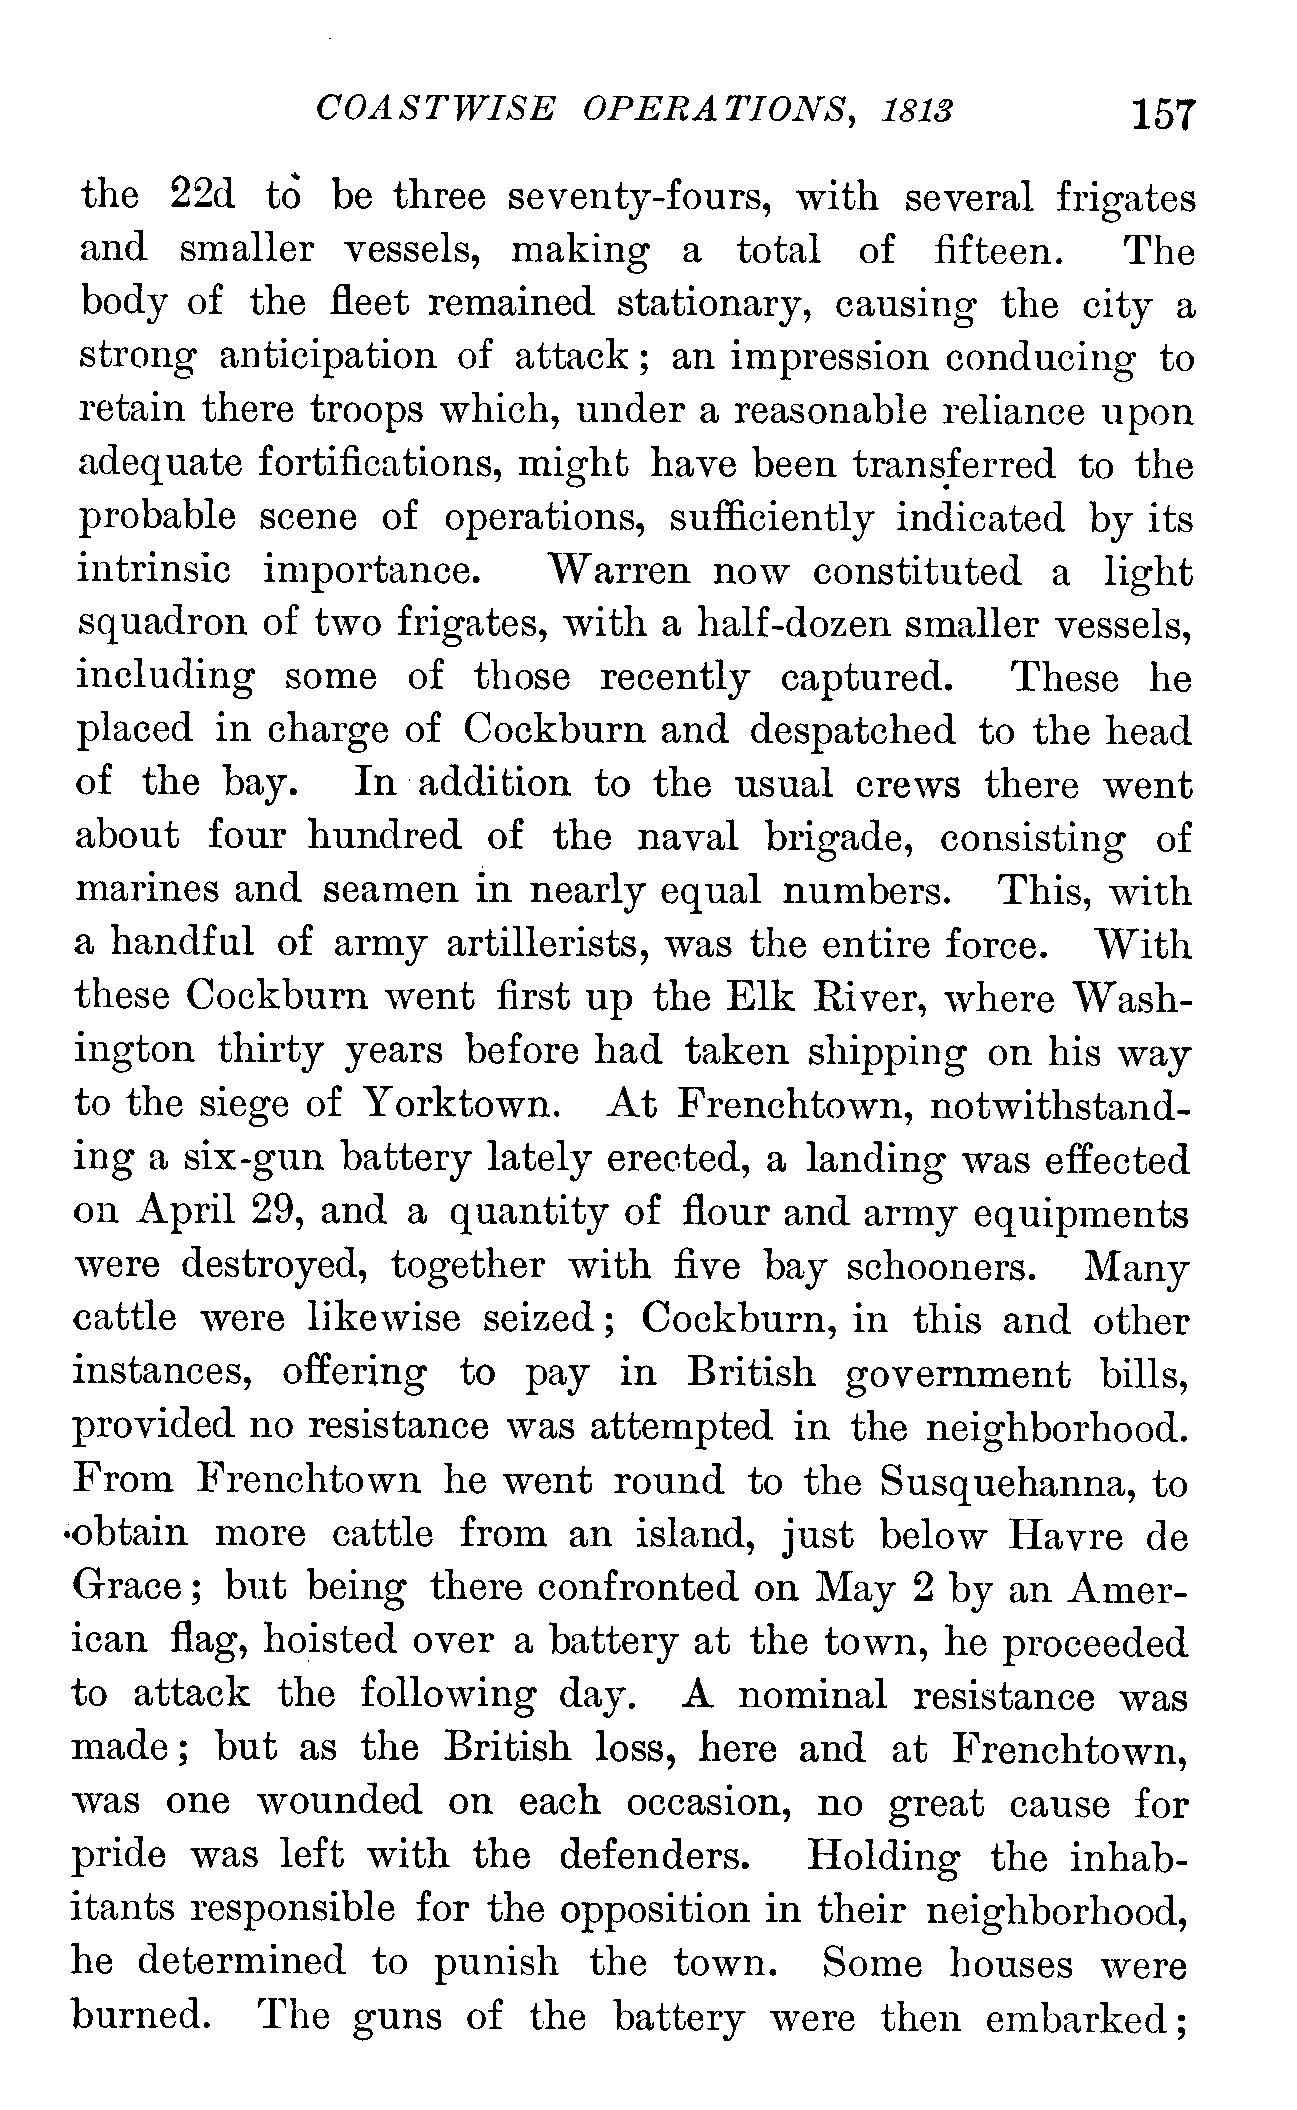 COASTWISE OPERATIONS, 1813 157
the 22d to be three seventy-fours, with several frigates
and smaller vessels, making a total of fifteen. The
body of the fleet remained stationary, causing the city a
strong anticipation of attack; an impression conducing to
retain there troops which, under a reasonable reliance upon
adequate fortifications, might have been transferred to the
probable scene of operations, sufficiently indicated by its
intrinsic importance. Warren now constituted a light
squadron of two frigates, with a half-dozen smaller vessels,
including some of those recently captured. These he
placed in charge of Cockburn and despatched to the head
of the bay. In addition to the usual crews there went
about four hundred of the naval brigade, consisting of
marines and seamen in nearly equal numbers. This, with
a handful of army artillerists, was the entire force. With
these Cockburn went first up the Elk River, where Wash-
ington thirty years before had taken shipping on his way
to the siege of Yorktown. At Frenchtown, notwithstand-
ing a six-gun battery lately erected, a landing was effected
on April 29, and a quantity of flour and army equipments
were destroyed, together with five bay schooners. Many
cattle were likewise seized; Cockburn, in this and other
instances, offering to pay in British government bills,
provided no resistance was attempted in the neighborhood.
From Frenchtown he went round to the Susquehanna, to
obtain more cattle from an island, just below Havre de
Grace; but being there confronted on May 2 by an Amer-
ican flag, hoisted over a battery at the town, he proceeded
to attack the following day. A nominal resistance was
made; but as the British loss, here and at Frenchtown,
was one wounded on each occasion, no great cause for
pride was left with the defenders. Holding the inhab-
itants responsible for the opposition in their neighborhood,
he determined to punish the town. Some houses were
burned. The guns of the battery were then embarked;